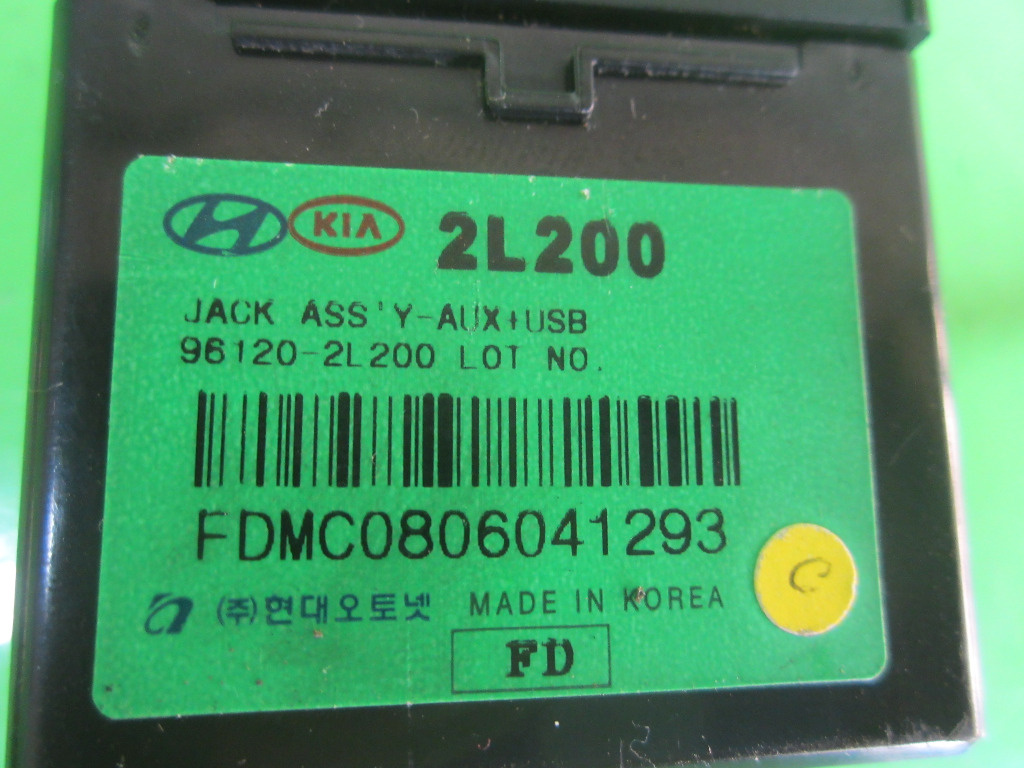 KIA 2L200
JACK ASS'Y-AUX+USB
96120-2L200 LOT NO.
FDMC0806041293
C
(주)현대오토넷 MADE IN KOREA
FD